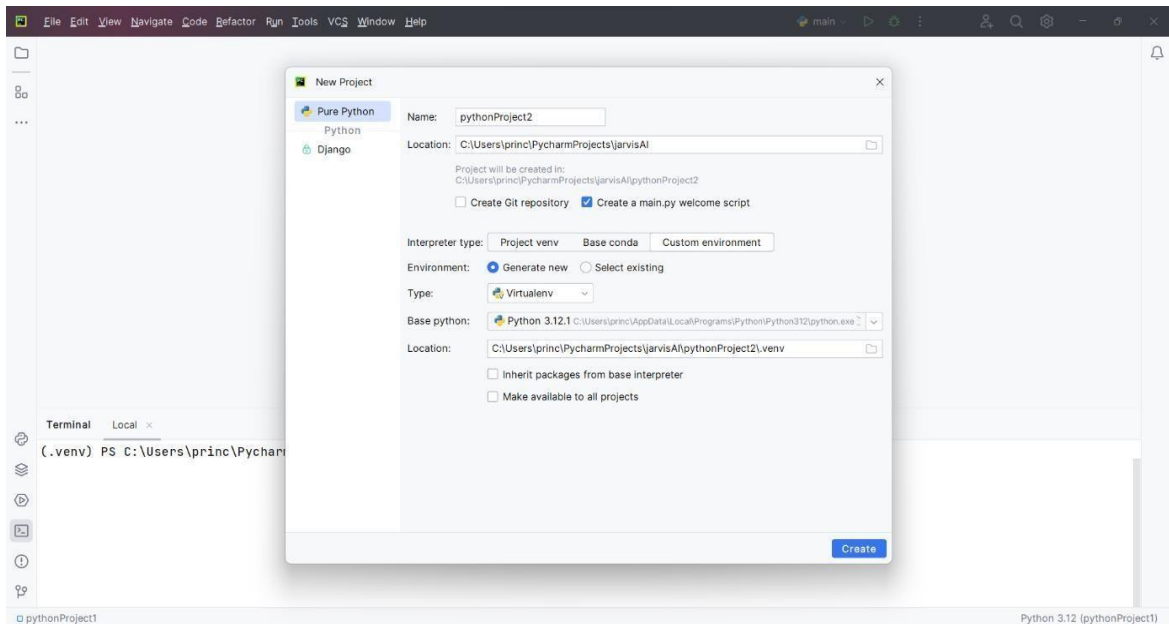 File Edit View Navigate Code Refactor Run Tools VCS Window Help main
New Project
Pure Python
Python
Django
Name: pythonProject2
Location: C:\Users\princ\PycharmProjects\jarvisAI
Project will be created in:
C:\Users\princ\PycharmProjects\jarvisAI\pythonProject2
Create Git repository Create a main.py welcome script
Interpreter type: Project venv Base conda Custom environment
Environment: Generate new Select existing
Type: Virtualenv
Base python: Python 3.12.1 C:\Users\princ\AppData\Local\Programs\Python\Python312\python.exe
Location: C:\Users\princ\PycharmProjects\jarvisAI\pythonProject2\.venv
Inherit packages from base interpreter
Make available to all projects
Create
Terminal Local
(.venv) PS C:\Users\princ\Pychar
pythonProject1 Python 3.12 (pythonProject1)